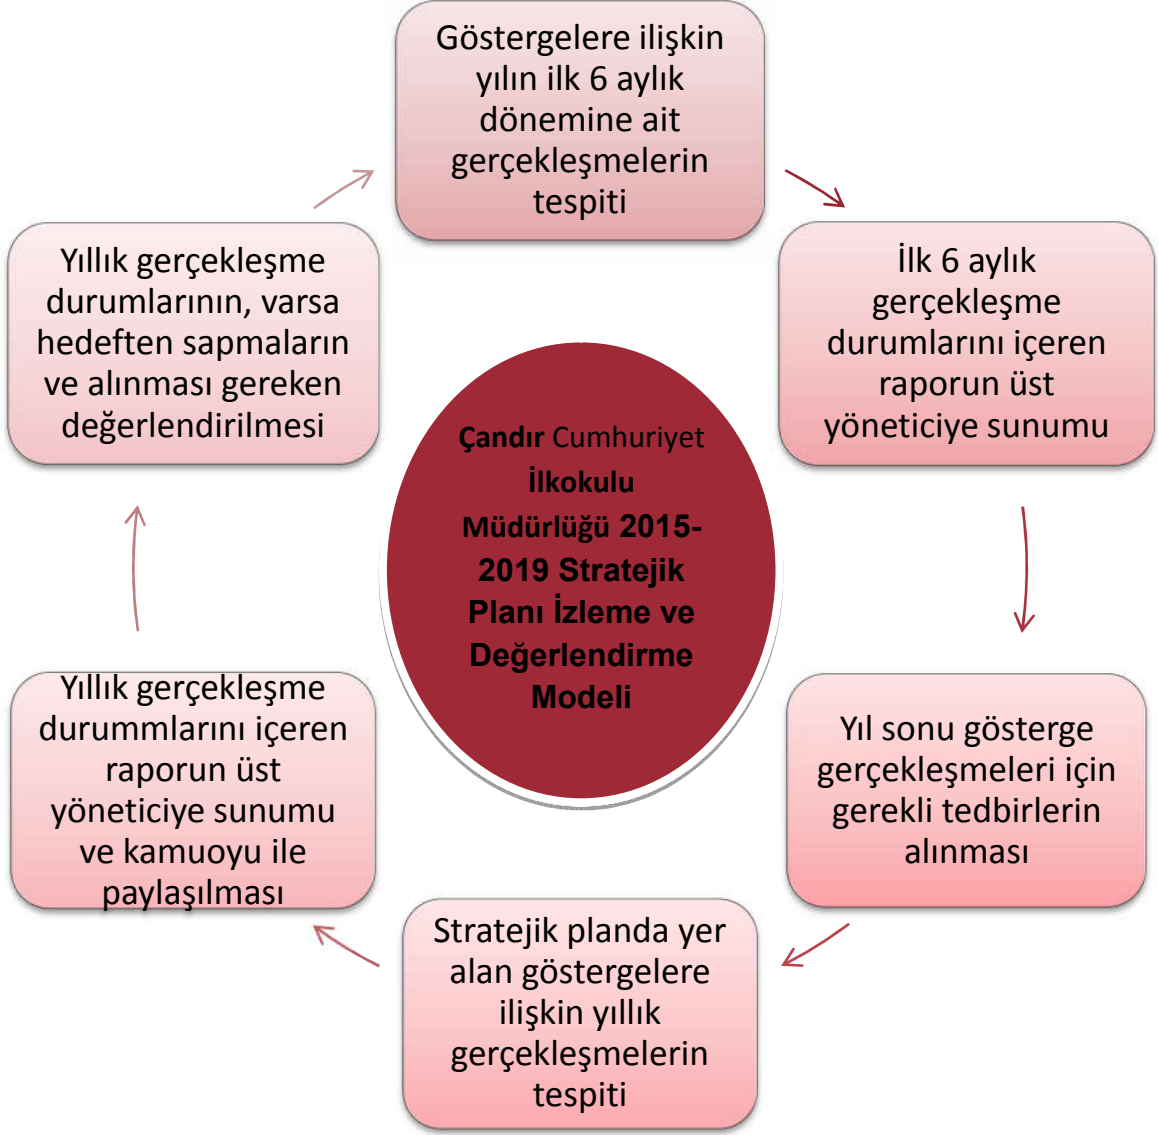 Göstergelere ilişkin
yılın ilk 6 aylık
dönemine ait
gerçekleşmelerin
tespiti
İlk 6 aylık
gerçekleşme
durumlarını içeren
raporun üst
yöneticiye sunumu
Yıl sonu gösterge
gerçekleşmeleri için
gerekli tedbirlerin
alınması
Stratejik planda yer
alan göstergelere
ilişkin yıllık
gerçekleşmelerin
tespiti
Yıllık gerçekleşme
durummlarını içeren
raporun üst
yöneticiye sunumu
ve kamuoyu ile
paylaşılması
Yıllık gerçekleşme
durumlarının, varsa
hedeften sapmaların
ve alınması gereken
değerlendirilmesi
Çandır Cumhuriyet
İlkokulu
Müdürlüğü 2015-
2019 Stratejik
Planı İzleme ve
Değerlendirme
Modeli